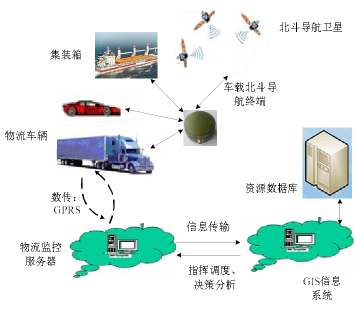 北斗导航卫星
集装箱
车载北斗导
航终端
物流车辆
资源数据库
数传：
GPRS
信息传输
物流监控
服务器
指挥调度、
决策分析
GIS信息
系统